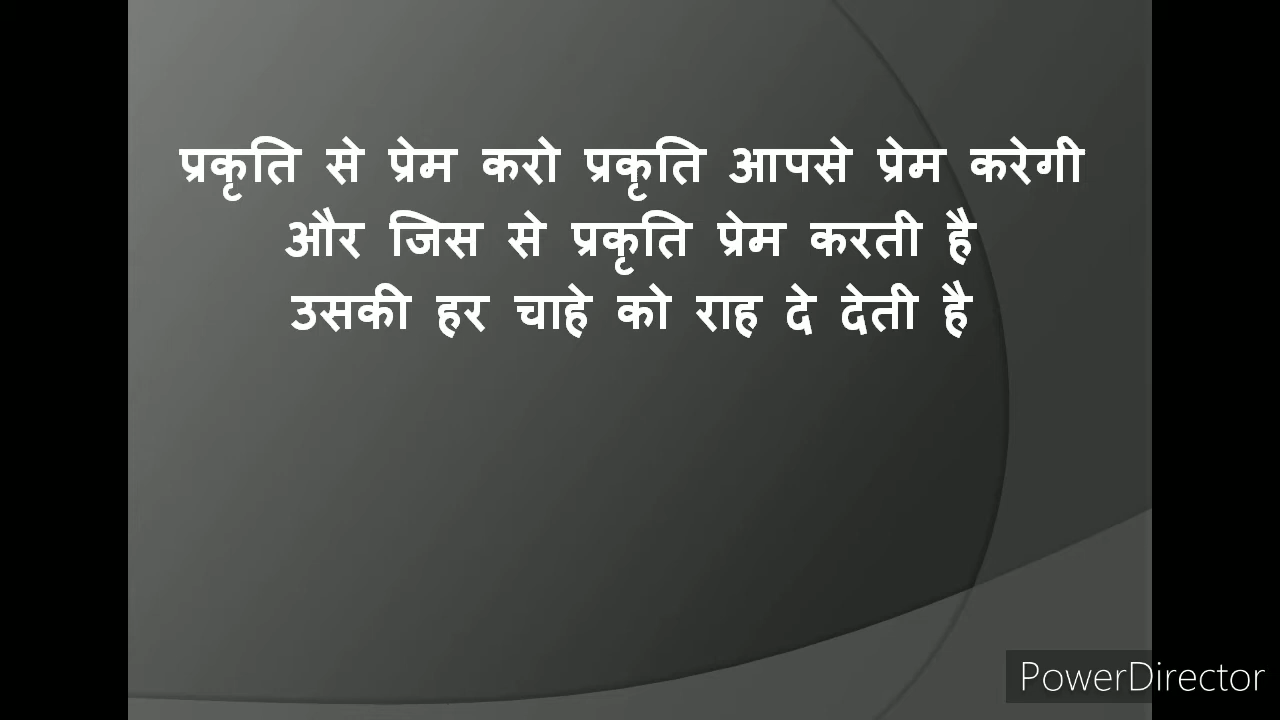 प्रकृति से प्रेम करो प्रकृति आपसे प्रेम करेगी
और जिस से प्रकृति प्रेम करती है
उसकी हर चाहे को राह दे देती है
PowerDirector